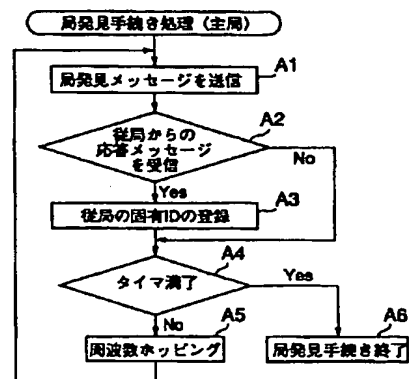 局発見手続き処理（主局）
局発見メッセージを送信
A1
従局からの
応答メッセージ
を受信
A2
No
Yes
従局の固有IDの登録
A3
タイマ満了
A4
Yes
No
周波数ホッピング
A5
局発見手続き終了
A6